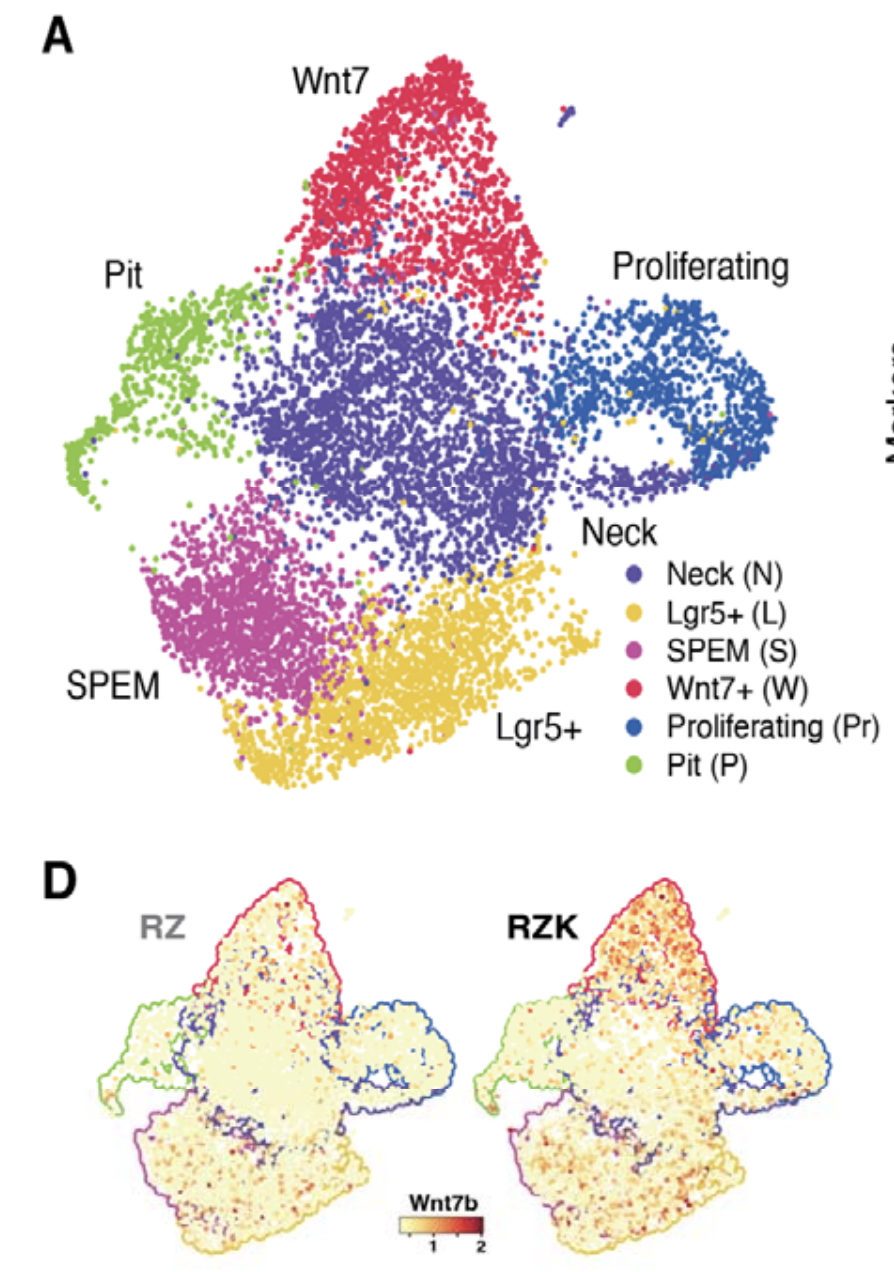 A
Wnt7
Pit
Proliferating
Neck
Neck (N)
Lgr5+ (L)
SPEM (S)
Wnt7+ (W)
Proliferating (Pr)
Pit (P)
SPEM
Lgr5+
D
RZ
RZK
Wnt7b
1 2